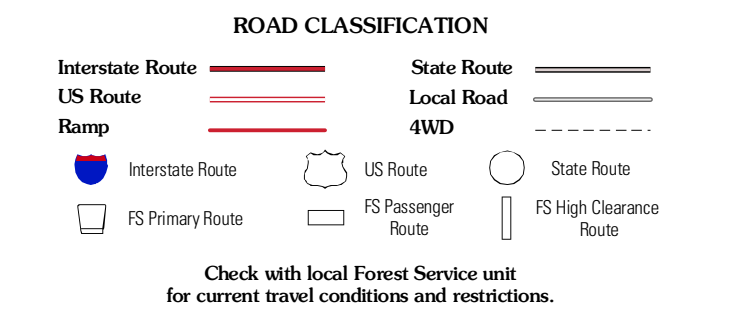 ROAD CLASSIFICATION
Interstate Route
State Route
US Route
Local Road
Ramp
4WD
Interstate Route
US Route
State Route
FS Primary Route
FS Passenger
Route
FS High Clearance
Route
Check with local Forest Service unit
for current travel conditions and restrictions.